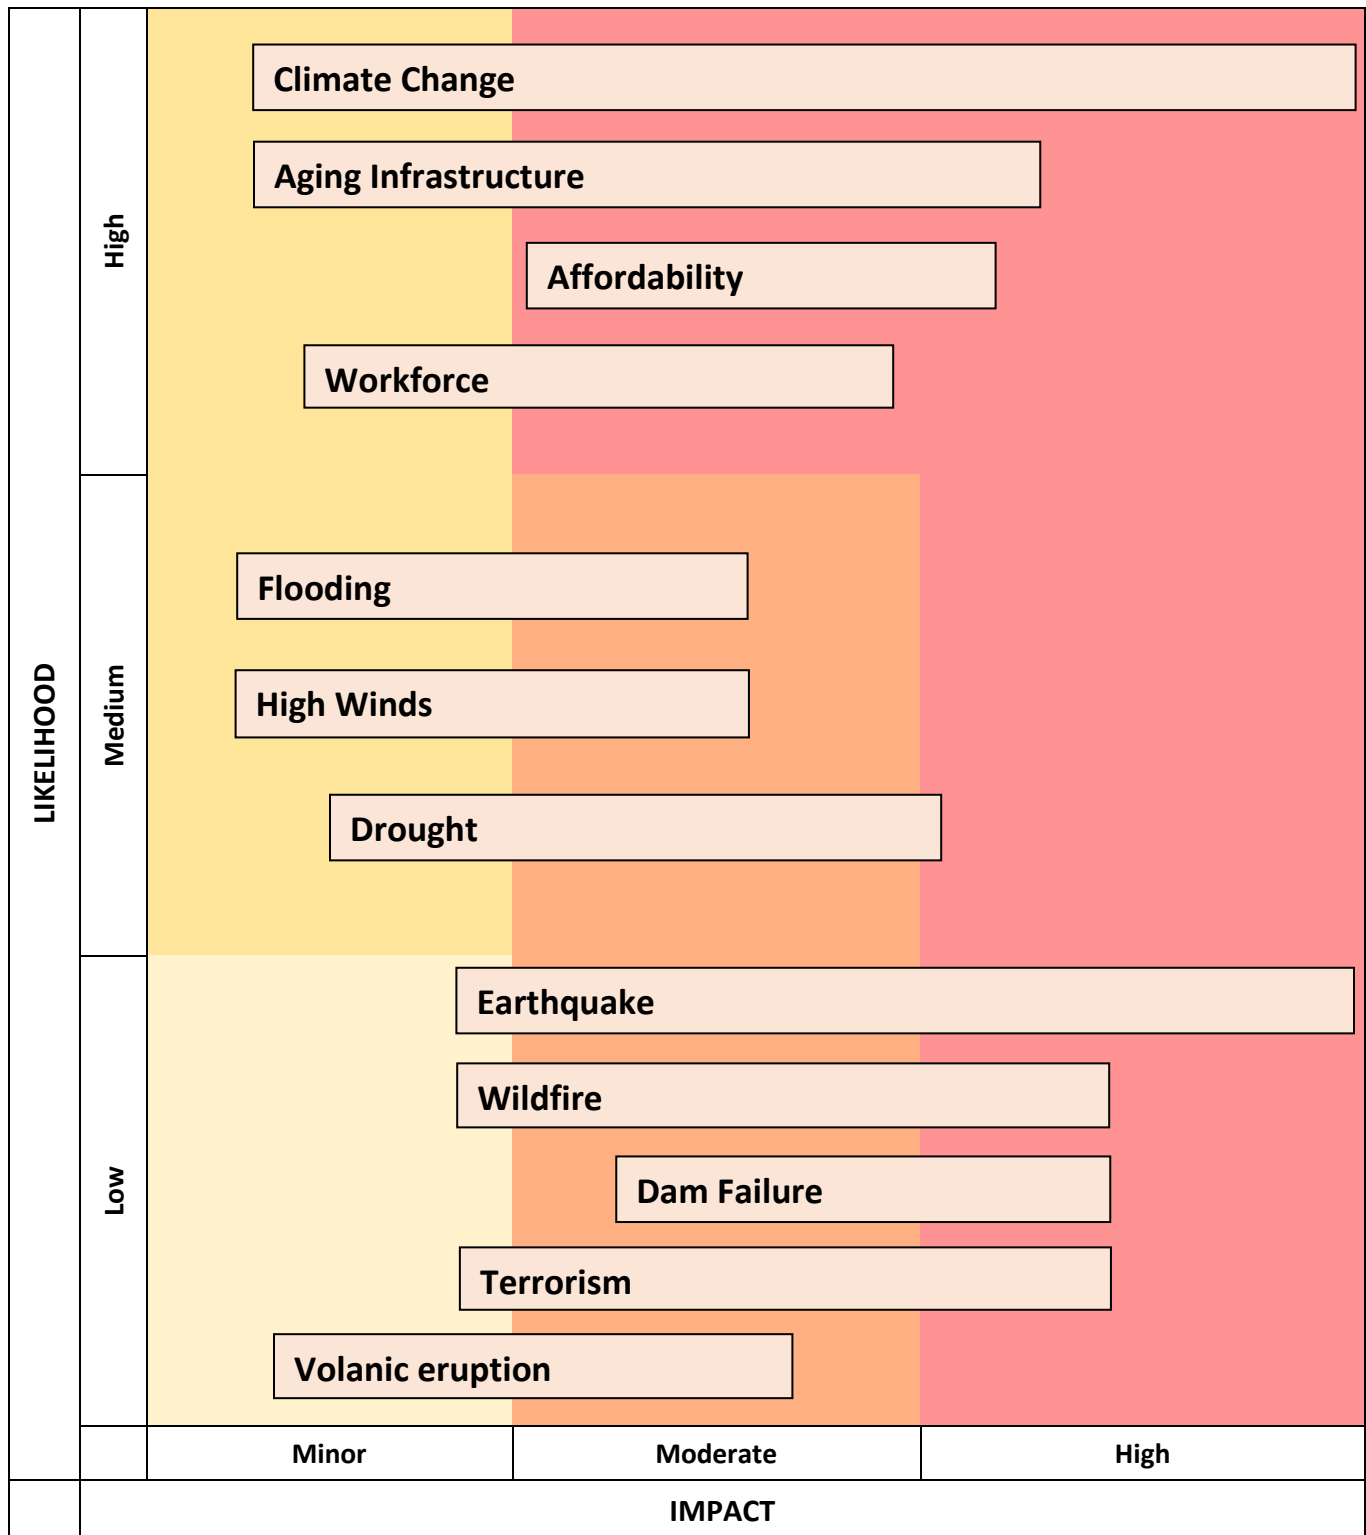 Climate Change
Aging Infrastructure
High
Affordability
Workforce
Flooding
LIKELIHOOD
Medium
High Winds
Drought
Earthquake
Wildfire
Low
Dam Failure
Terrorism
Volanic eruption
Minor Moderate High
IMPACT